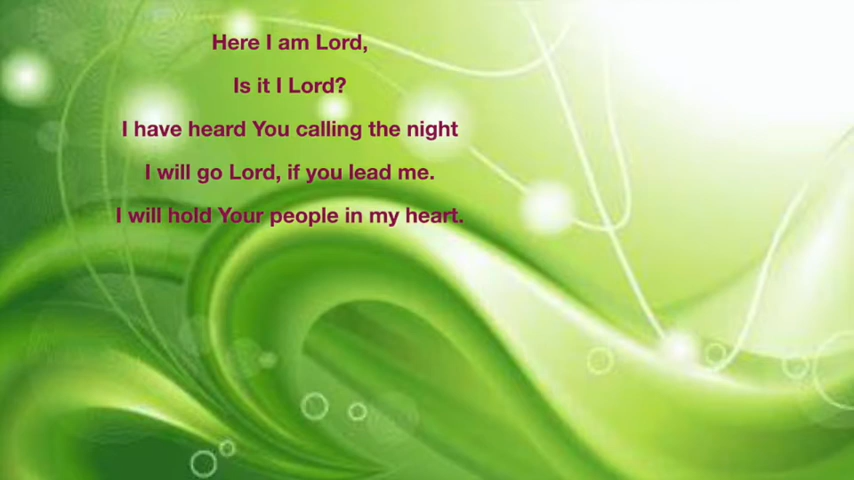 Here I am Lord,
Is it I Lord?
I have heard You calling the night
I will go Lord, if you lead me.
I will hold Your people in my heart.